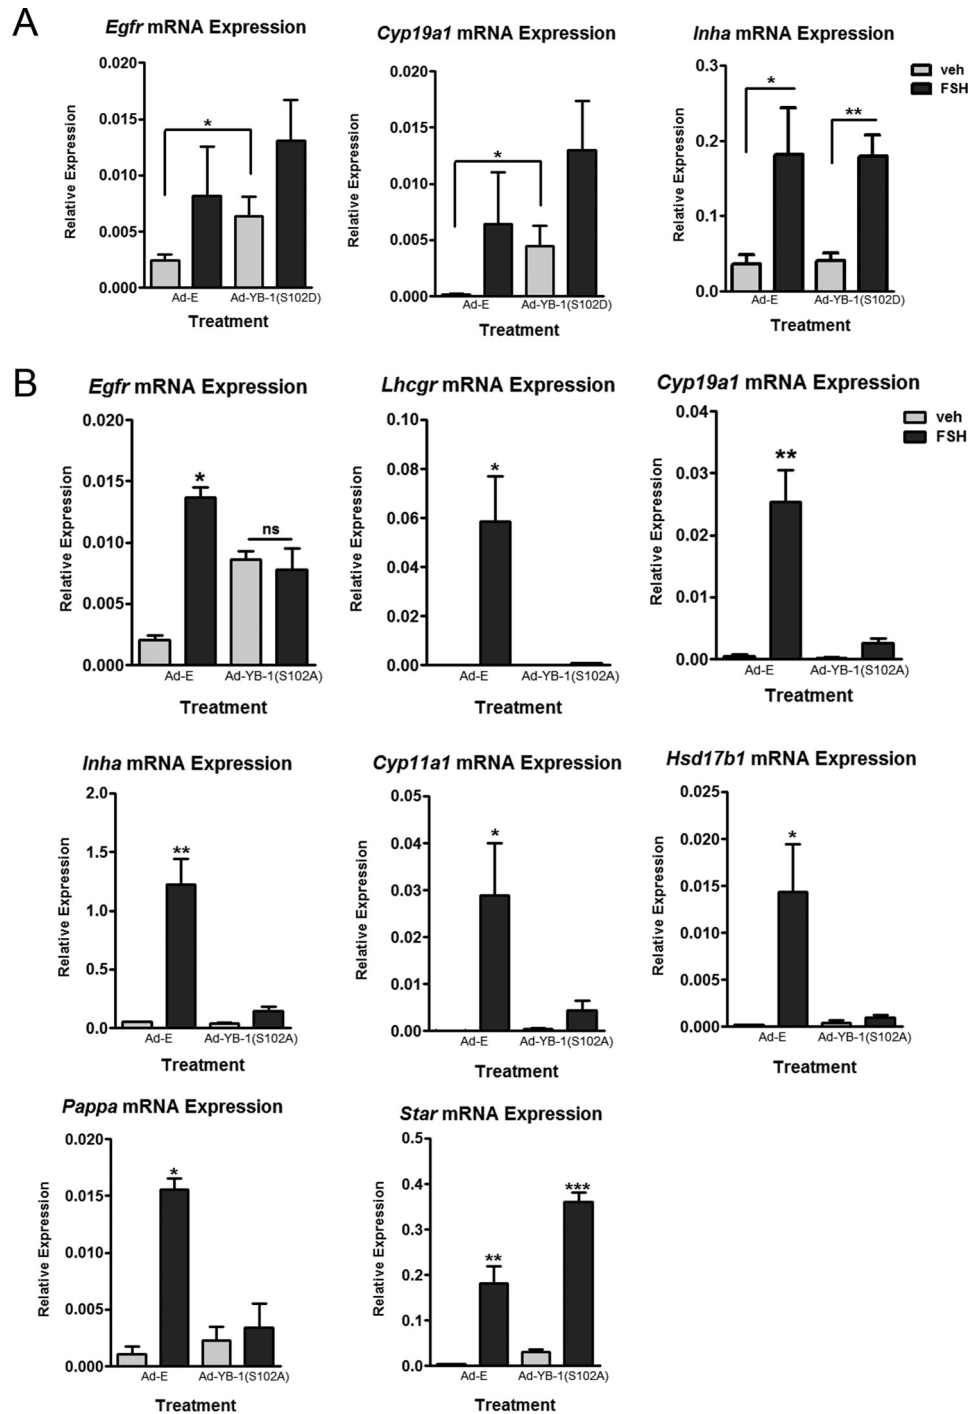 A
Egfr mRNA Expression
Relative Expression
0.020
0.015
0.010
0.005
0.000
*
Ad-E
Ad-YB-1(S102D)
Treatment
Cyp19a1 mRNA Expression
Relative Expression
0.020
0.015
0.010
0.005
0.000
*
Ad-E
Ad-YB-1(S102D)
Treatment
Inha mRNA Expression
Relative Expression
0.3
0.2
0.1
0.0
*
**
Ad-E
Ad-YB-1(S102D)
Treatment
veh
FSH
B
Egfr mRNA Expression
Relative Expression
0.020
0.015
0.010
0.005
0.000
*
ns
Ad-E
Ad-YB-1(S102A)
Treatment
Lhcgr mRNA Expression
Relative Expression
0.10
0.08
0.06
0.04
0.02
0.00
*
Ad-E
Ad-YB-1(S102A)
Treatment
Cyp19a1 mRNA Expression
Relative Expression
0.04
0.03
0.02
0.01
0.00
**
Ad-E
Ad-YB-1(S102A)
Treatment
veh
FSH
Inha mRNA Expression
Relative Expression
2.0
1.5
1.0
0.5
0.0
**
Ad-E
Ad-YB-1(S102A)
Treatment
Cyp11a1 mRNA Expression
Relative Expression
0.05
0.04
0.03
0.02
0.01
0.00
*
Ad-E
Ad-YB-1(S102A)
Treatment
Hsd17b1 mRNA Expression
Relative Expression
0.025
0.020
0.015
0.010
0.005
0.000
*
Ad-E
Ad-YB-1(S102A)
Treatment
Pappa mRNA Expression
Relative Expression
0.020
0.015
0.010
0.005
0.000
*
Ad-E
Ad-YB-1(S102A)
Treatment
Star mRNA Expression
Relative Expression
0.5
0.4
0.3
0.2
0.1
0.0
**
***
Ad-E
Ad-YB-1(S102A)
Treatment